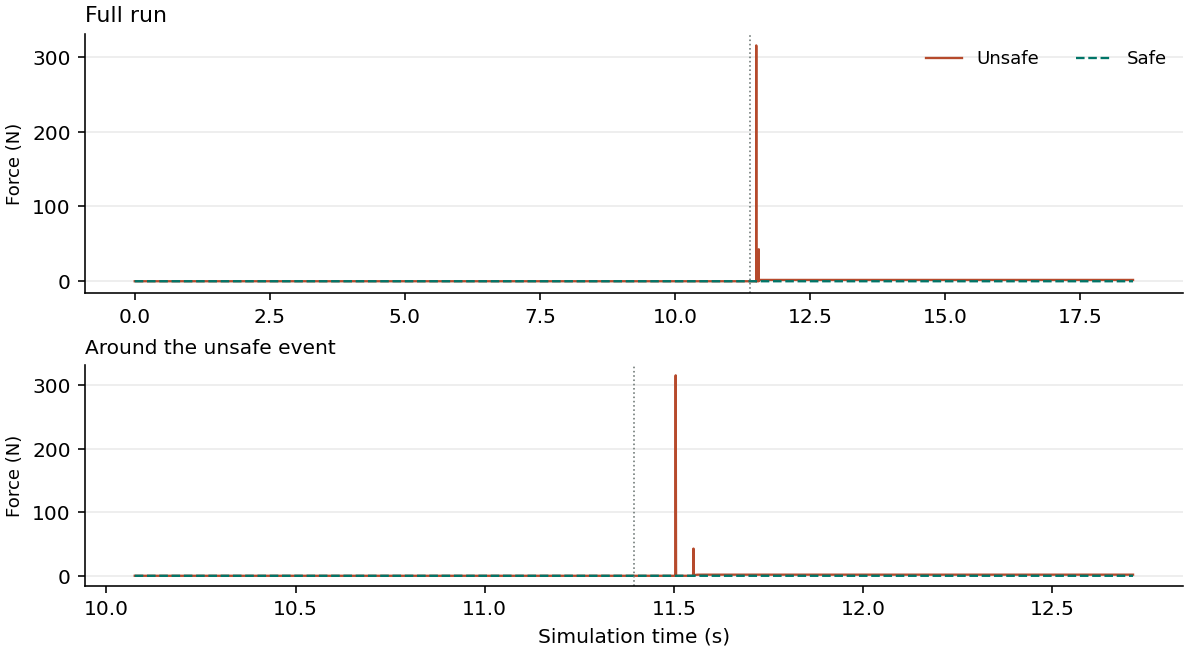 Full run
Force (N)
300
200
100
0
Unsafe Safe
0.0 2.5 5.0 7.5 10.0 12.5 15.0 17.5
Around the unsafe event
Force (N)
300
200
100
0
10.0 10.5 11.0 11.5 12.0 12.5
Simulation time (s)